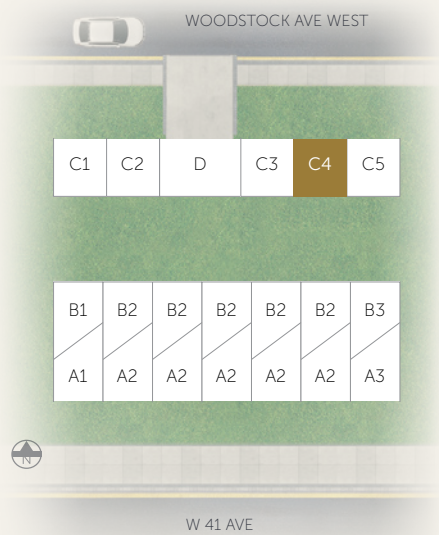 WOODSTOCK AVE WEST
C1 C2 D C3 C4 C5
B1 B2 B2 B2 B2 B2 B3
A1 A2 A2 A2 A2 A2 A3
N
W 41 AVE